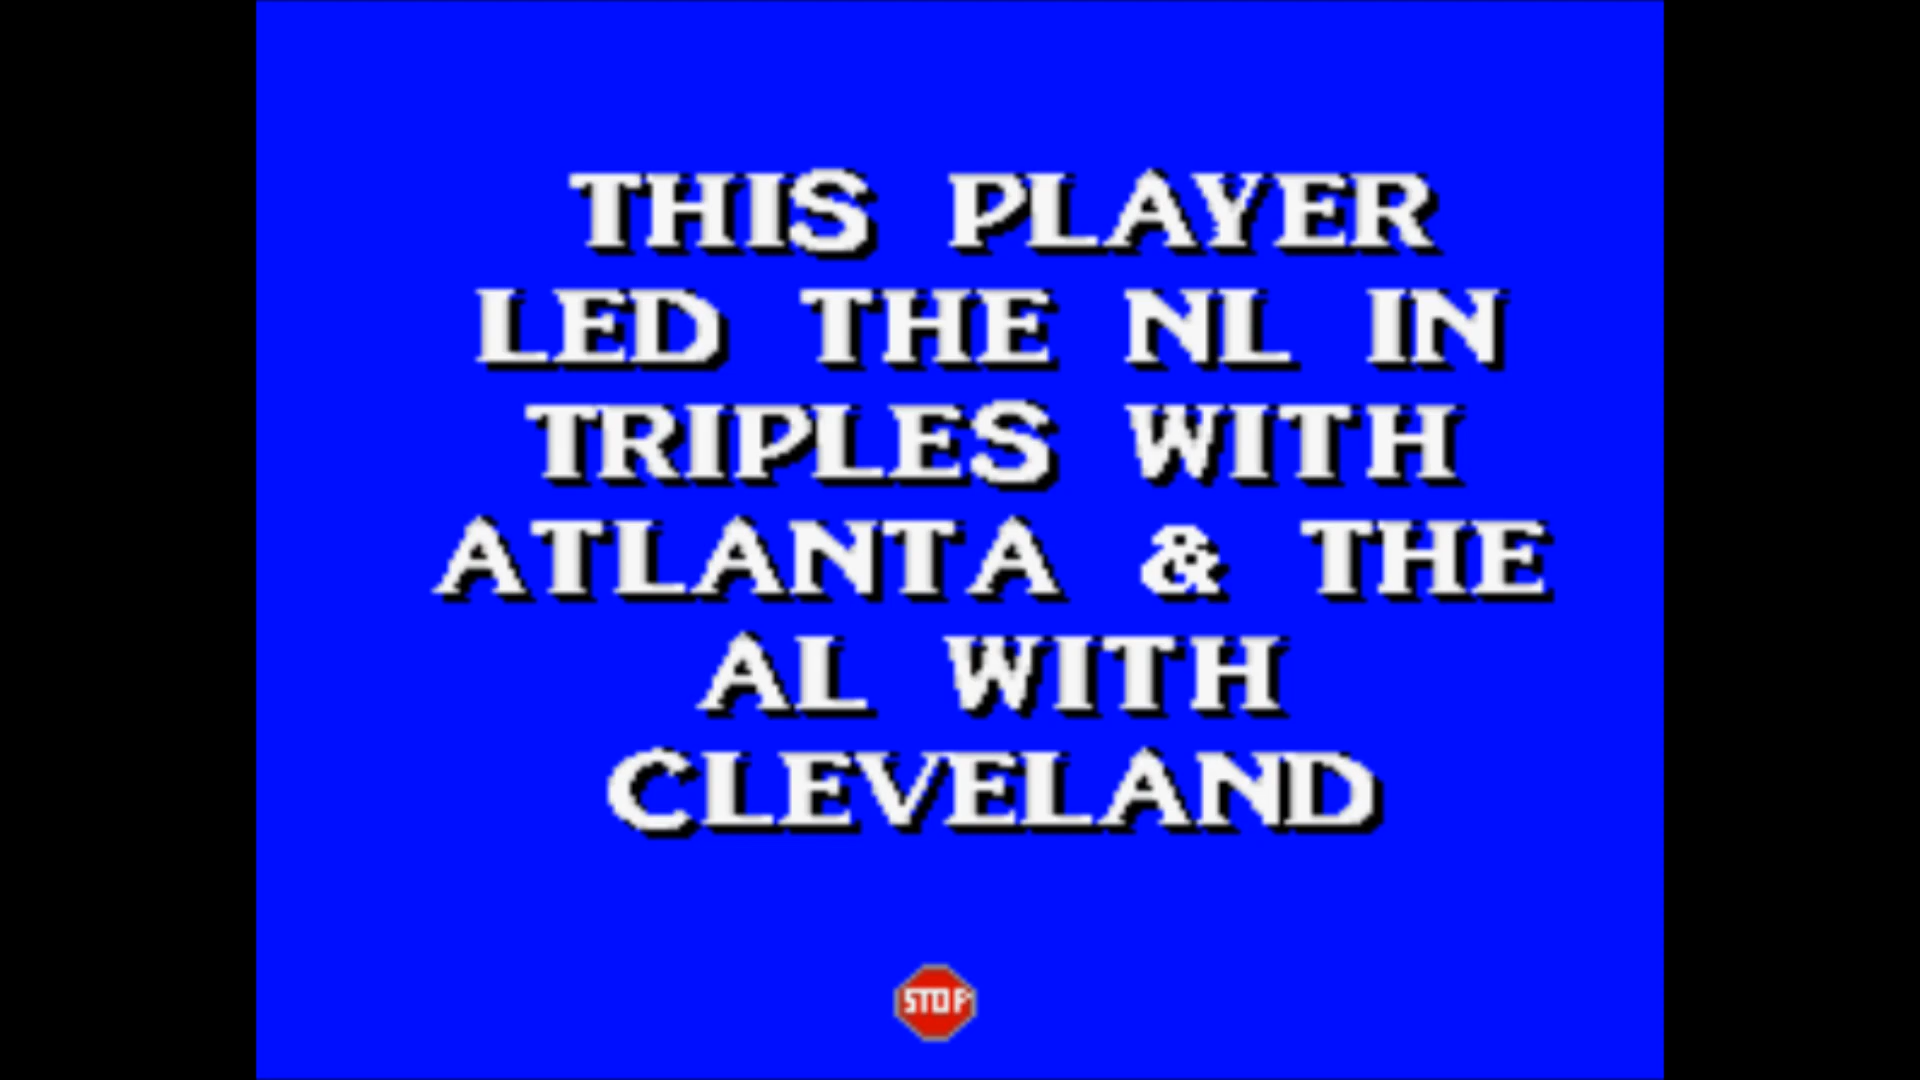 THIS PLAYER
LED THE NL IN
TRIPLES WITH
ATLANTA & THE
AL WITH
CLEVELAND
STOP